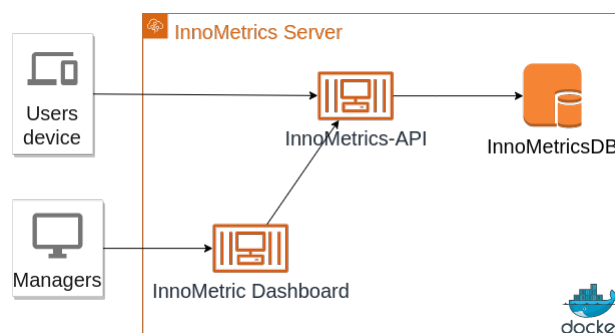 InnoMetrics Server
Users
device
InnoMetrics-API
InnoMetricsDB
Managers
InnoMetric Dashboard
docke